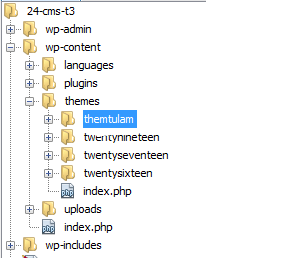 24-cms-t3
wp-admin
wp-content
languages
plugins
themes
themtulam
twentynineteen
twentyseventeen
twentysixteen
index.php
uploads
index.php
wp-includes